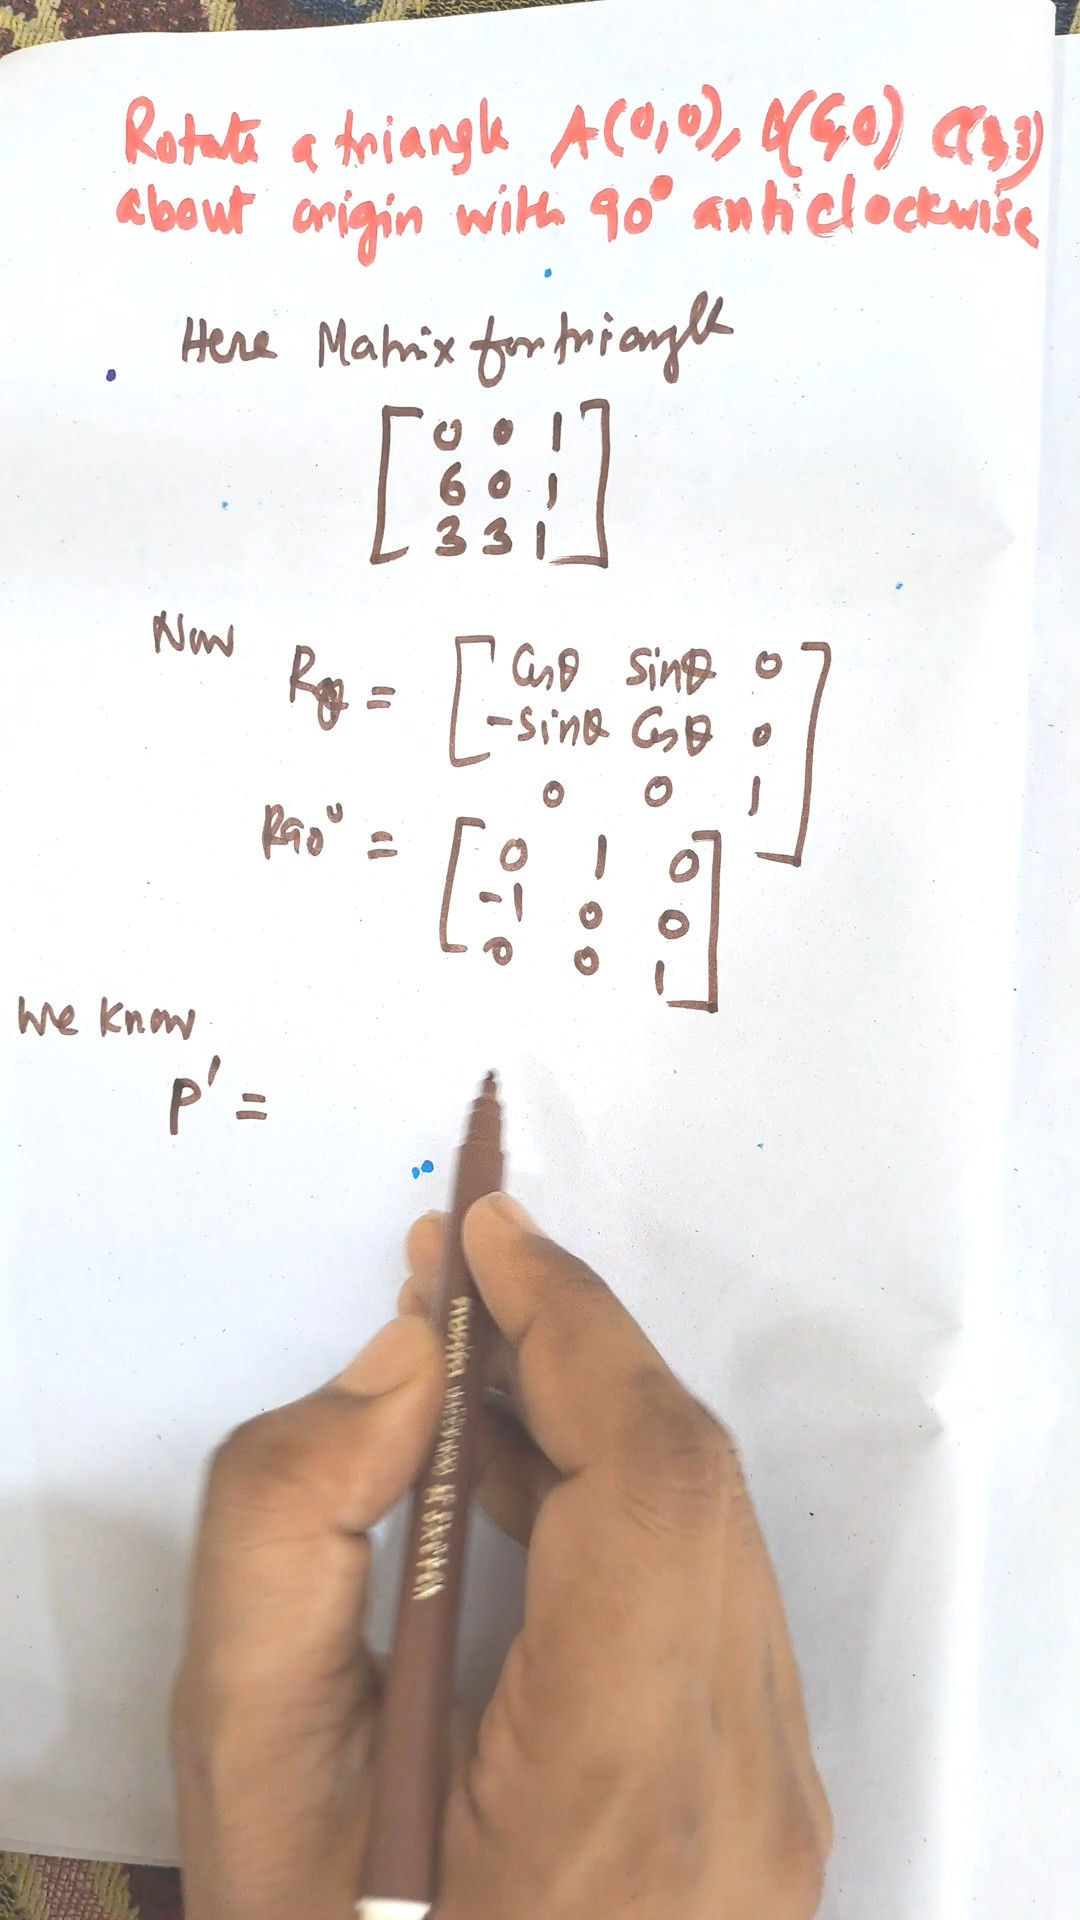 Rotate a triangle A(0,0), B(6,0) C(3,3)
about origin with 90° anticlockwise
Here Matrix for triangle
[0 0 1
6 0 1
3 3 1]
Now Rθ = [Cosθ Sinθ 0
-Sinθ Cosθ 0
0 0 1]
R90° = [0 1 0
-1 0 0
0 0 1]
We know
P' =